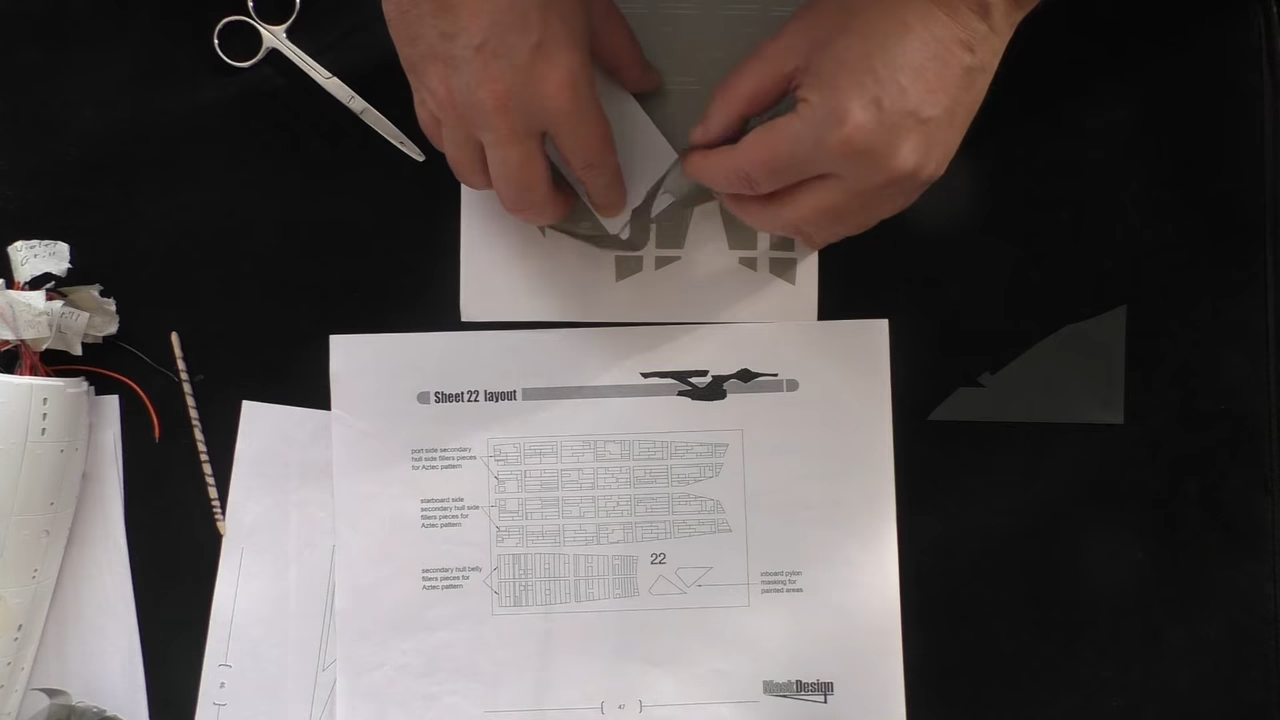 Sheet 22 layout
port side secondary
hull side fillers pieces
for Aztec pattern
starboard side
secondary hull side
fillers pieces for
Aztec pattern
secondary hull belly
fillers pieces for
Aztec pattern
22
inboard pylon
masking for
painted areas
MaskDesign
47